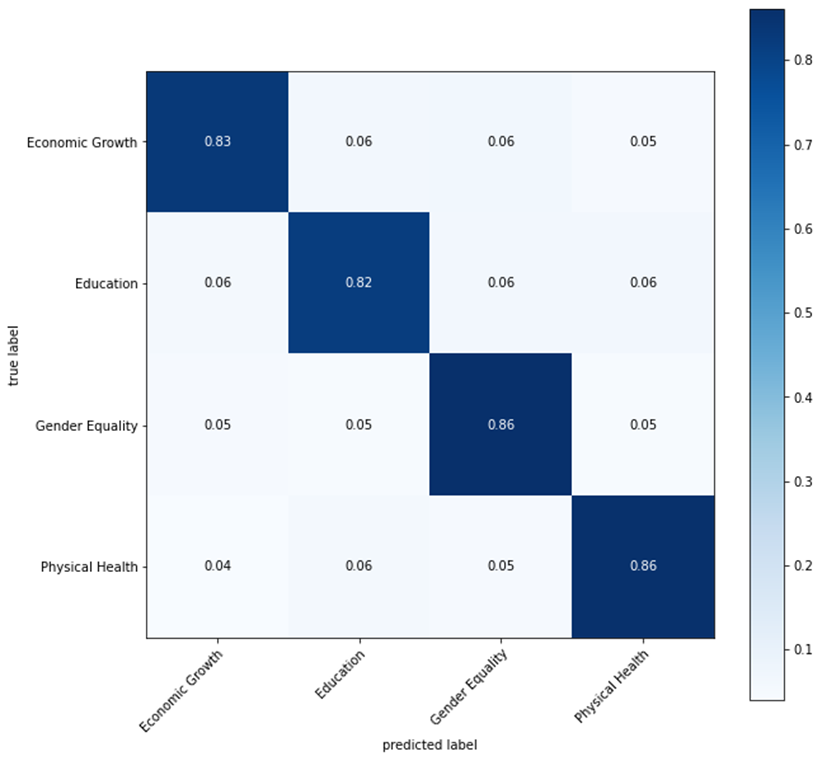 Economic Growth 0.83 0.06 0.06 0.05
Education 0.06 0.82 0.06 0.06
Gender Equality 0.05 0.05 0.86 0.05
Physical Health 0.04 0.06 0.05 0.86
true label
Economic Growth Education Gender Equality Physical Health
predicted label
0.8
0.7
0.6
0.5
0.4
0.3
0.2
0.1